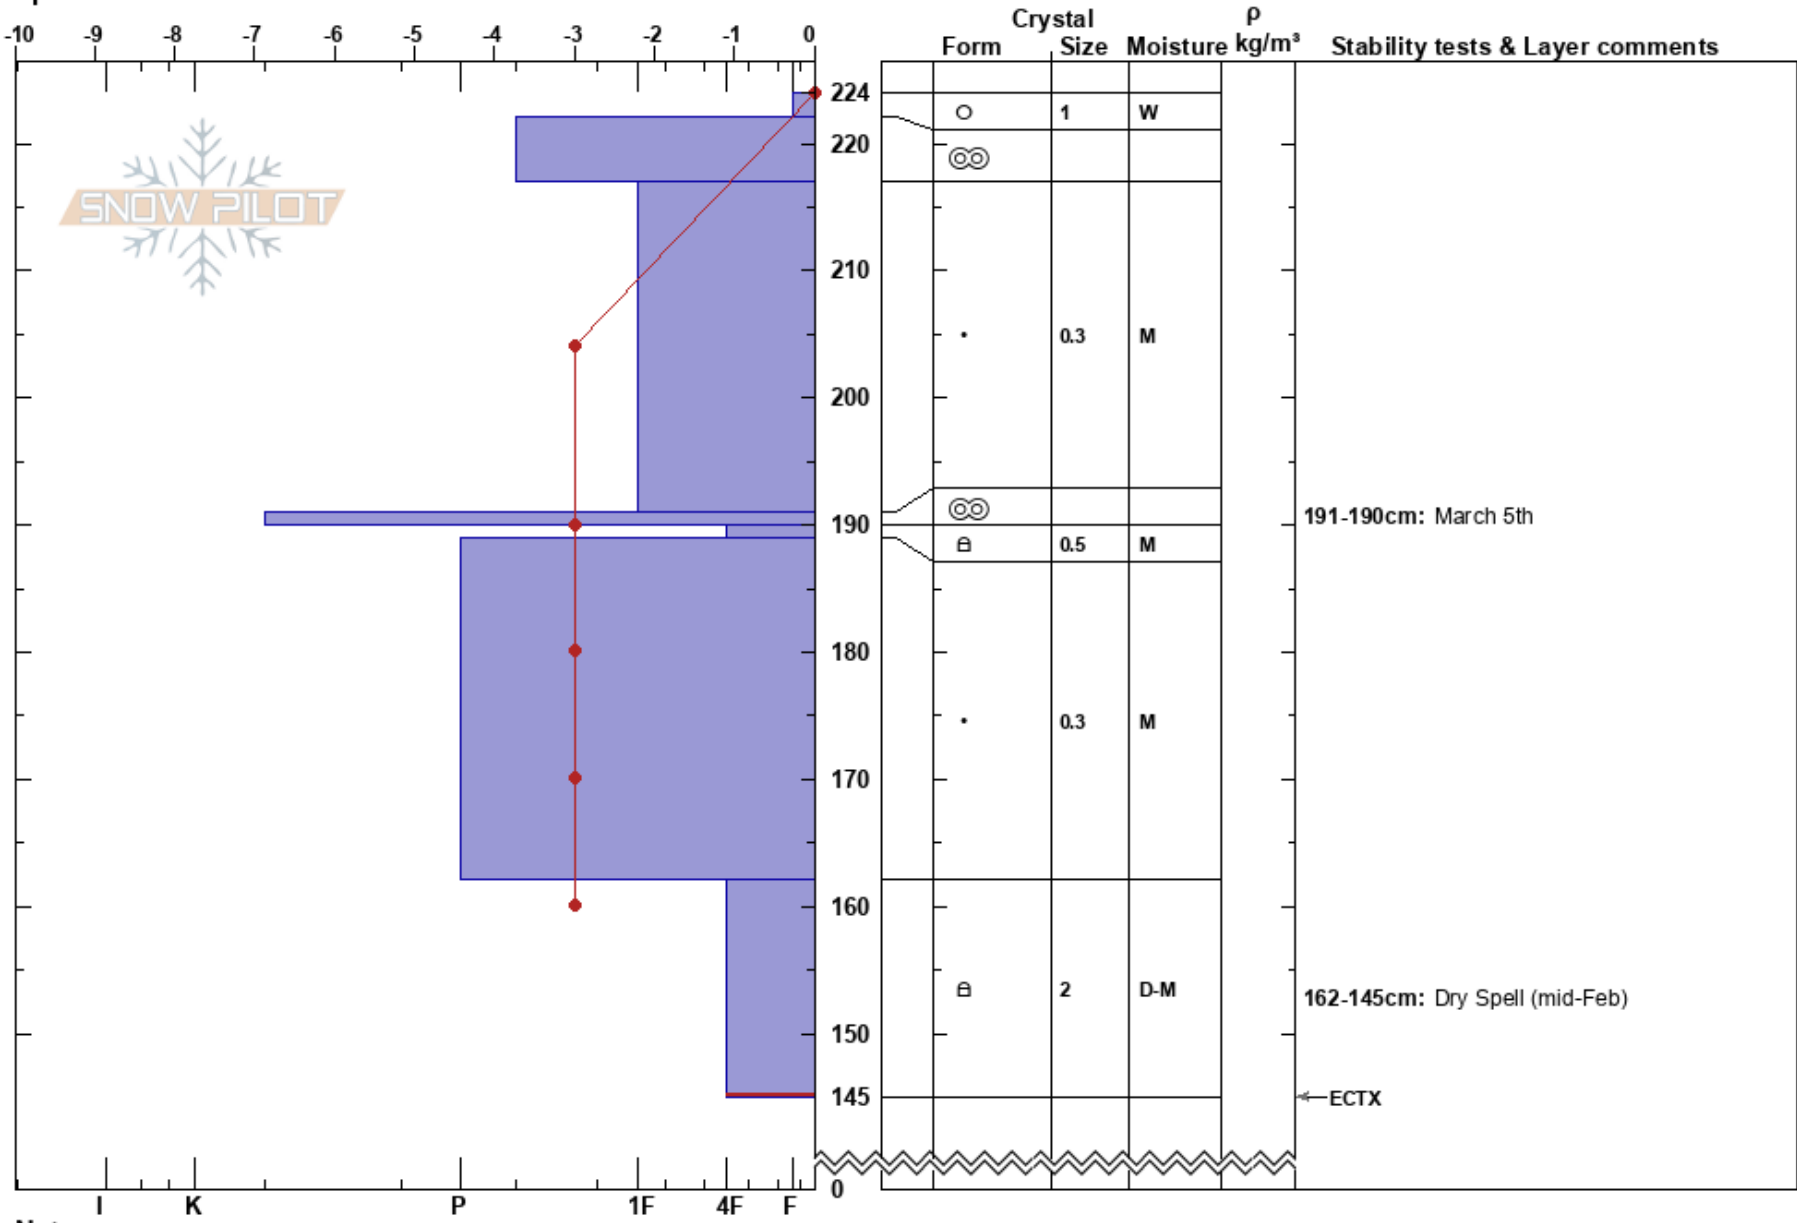 Crystal ρ
-10 -9 -8 -7 -6 -5 -4 -3 -2 -1 0 Form Size Moisture kg/m³ Stability tests & Layer comments
224
1 W
220
SNOW PILOT
210
0.3 M
200
191-190cm: March 5th
190
0.5 M
180
0.3 M
170
160
2 D-M 162-145cm: Dry Spell (mid-Feb)
150
145 ECTX
0
I K P 1F 4F F